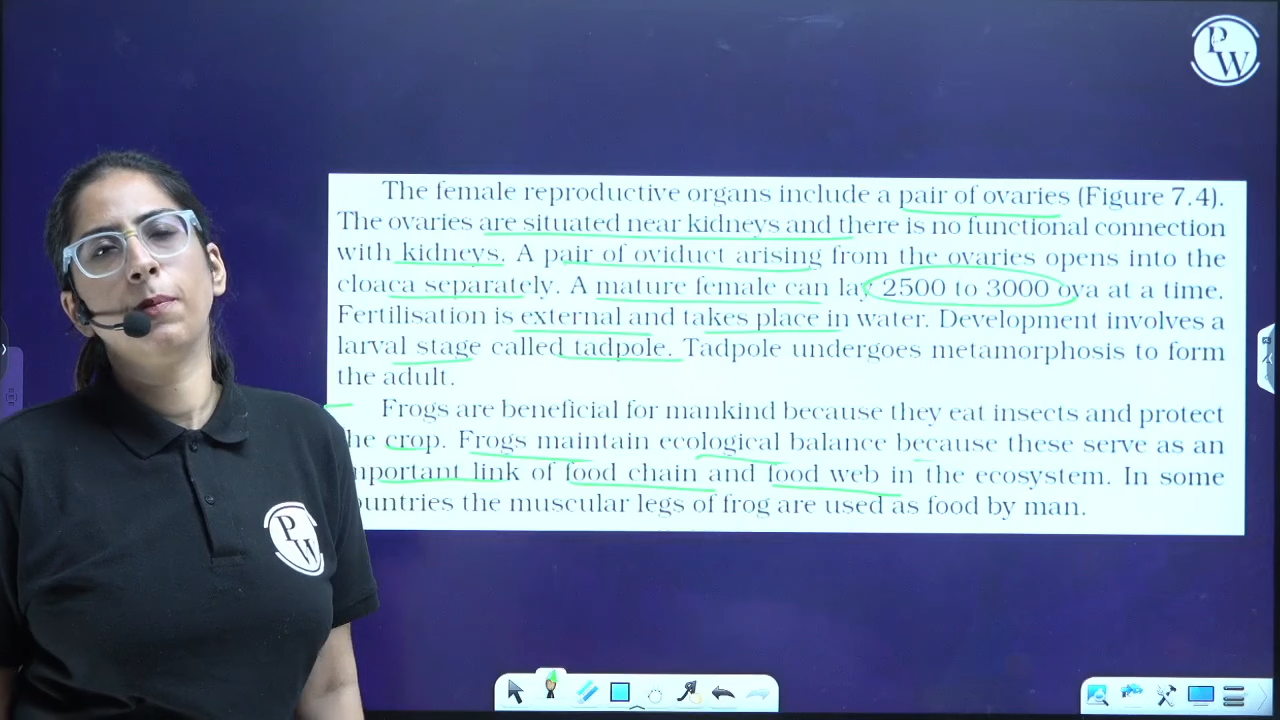 PW
The female reproductive organs include a pair of ovaries (Figure 7.4).
The ovaries are situated near kidneys and there is no functional connection
with kidneys. A pair of oviduct arising from the ovaries opens into the
cloaca separately. A mature female can lay 2500 to 3000 ova at a time.
Fertilisation is external and takes place in water. Development involves a
larval stage called tadpole. Tadpole undergoes metamorphosis to form
the adult.
Frogs are beneficial for mankind because they eat insects and protect
he crop. Frogs maintain ecological balance because these serve as an
mportant link of food chain and food web in the ecosystem. In some
ountries the muscular legs of frog are used as food by man.
PW